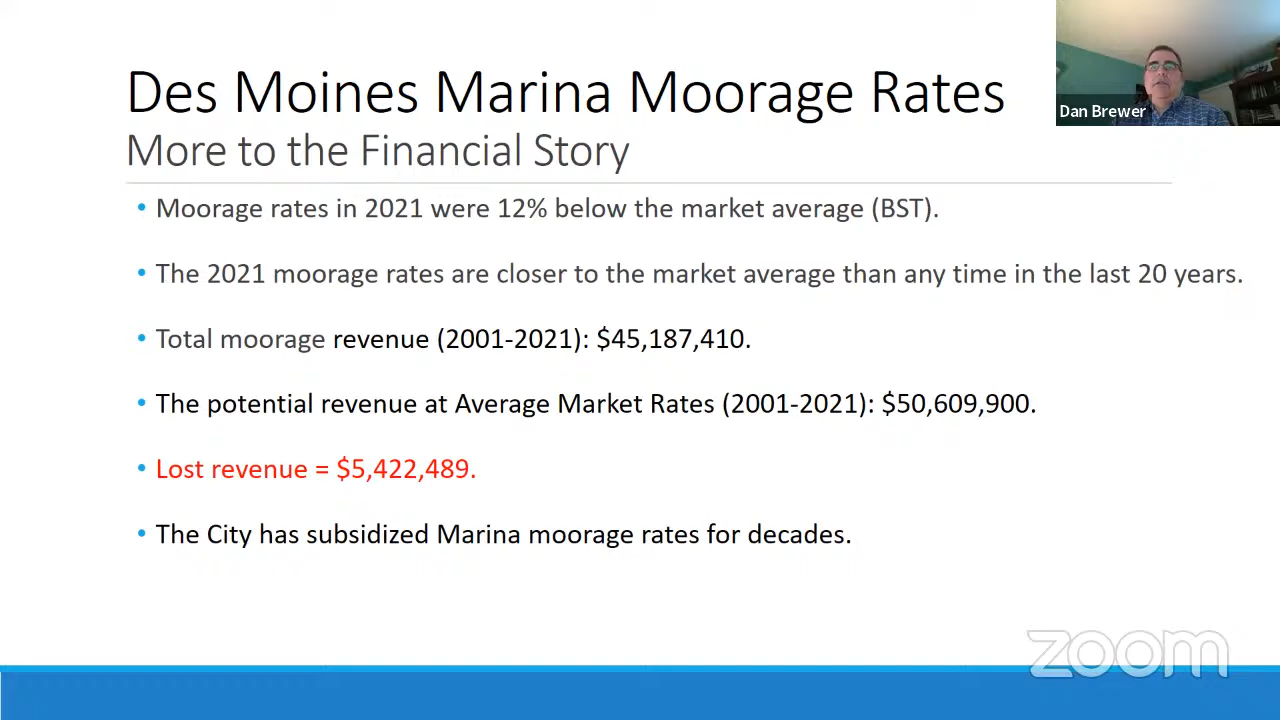 Des Moines Marina Moorage Rates
More to the Financial Story
Dan Brewer
• Moorage rates in 2021 were 12% below the market average (BST).
• The 2021 moorage rates are closer to the market average than any time in the last 20 years.
• Total moorage revenue (2001-2021): $45,187,410.
• The potential revenue at Average Market Rates (2001-2021): $50,609,900.
• Lost revenue = $5,422,489.
• The City has subsidized Marina moorage rates for decades.
zoom